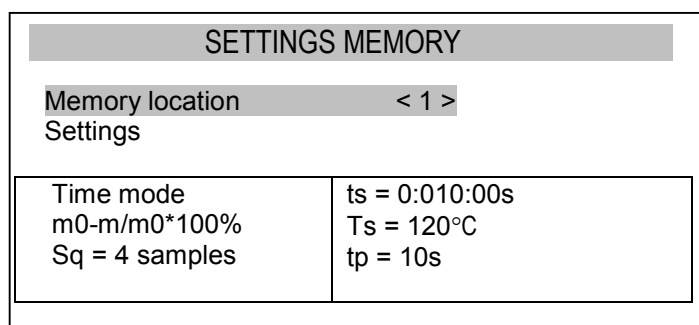 SETTINGS MEMORY
Memory location < 1 >
Settings
Time mode
m0-m/m0*100%
Sq = 4 samples
ts = 0:010:00s
Ts = 120°C
tp = 10s